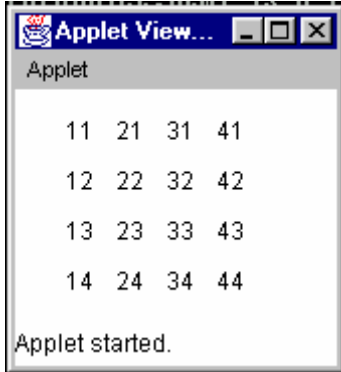 Applet View...
Applet
11 21 31 41
12 22 32 42
13 23 33 43
14 24 34 44
Applet started.